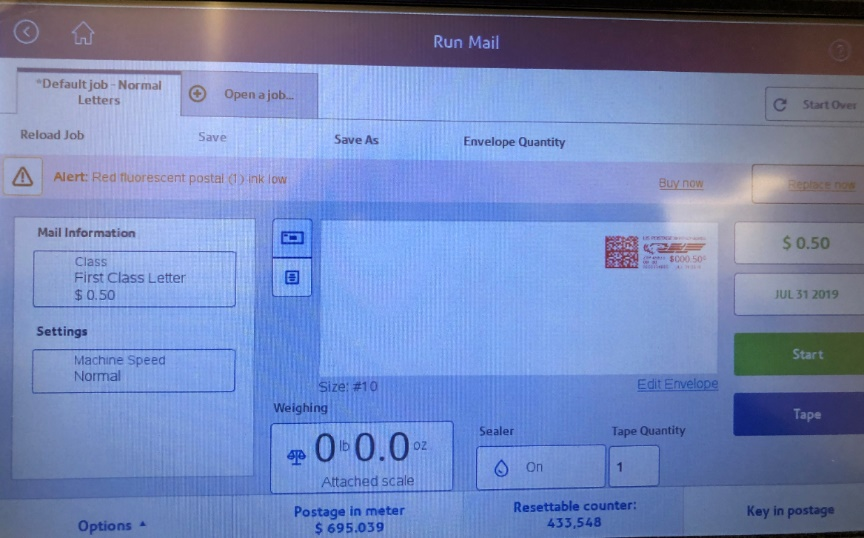 Run Mail
*Default job - Normal
Letters
Open a job...
Start Over
Reload Job
Save
Save As
Envelope Quantity
Alert: Red fluorescent postal (1) ink low
Buy now
Replace now
Mail Information
Class
First Class Letter
$ 0.50
Settings
Machine Speed
Normal
$000.50⁰
Size: #10
Edit Envelope
$ 0.50
JUL 31 2019
Start
Tape
Weighing
0 lb 0.0 oz
Attached scale
Sealer
On
Tape Quantity
1
Options
Postage in meter
$ 695.039
Resettable counter:
433,548
Key in postage